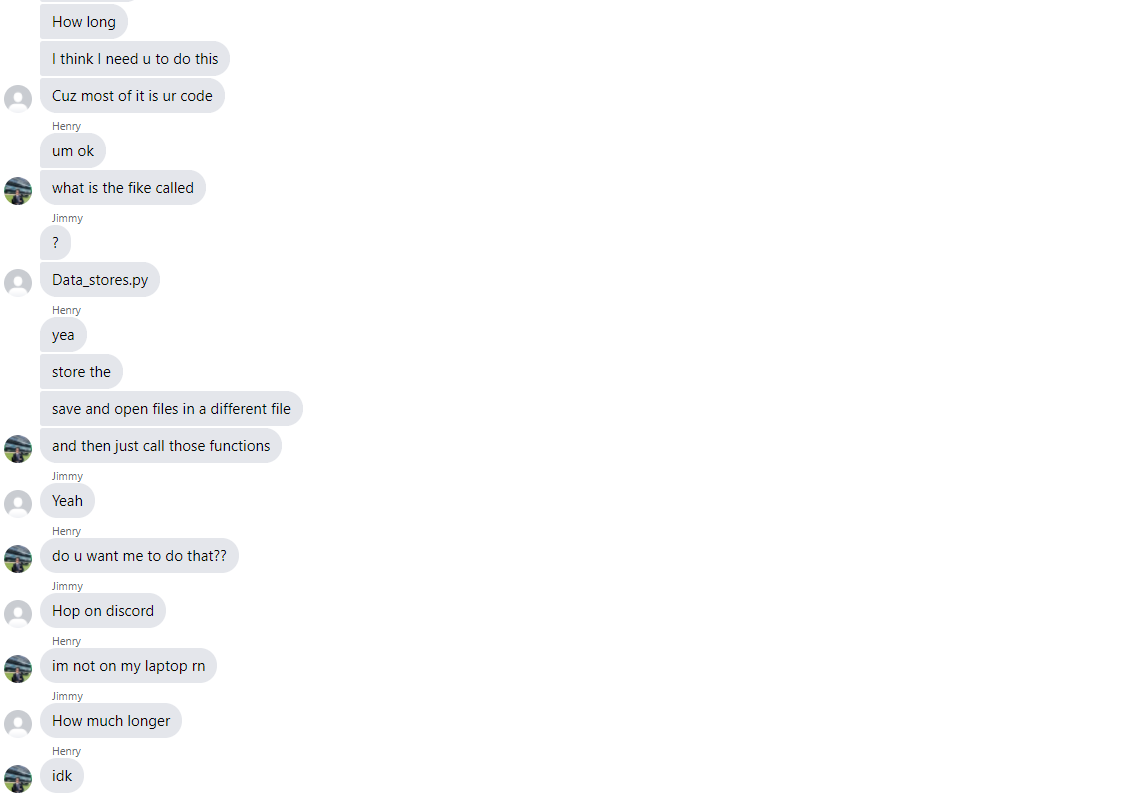 How long
I think I need u to do this
Cuz most of it is ur code
Henry
um ok
what is the fike called
Jimmy
?
Data_stores.py
Henry
yea
store the
save and open files in a different file
and then just call those functions
Jimmy
Yeah
Henry
do u want me to do that??
Jimmy
Hop on discord
Henry
im not on my laptop rn
Jimmy
How much longer
Henry
idk